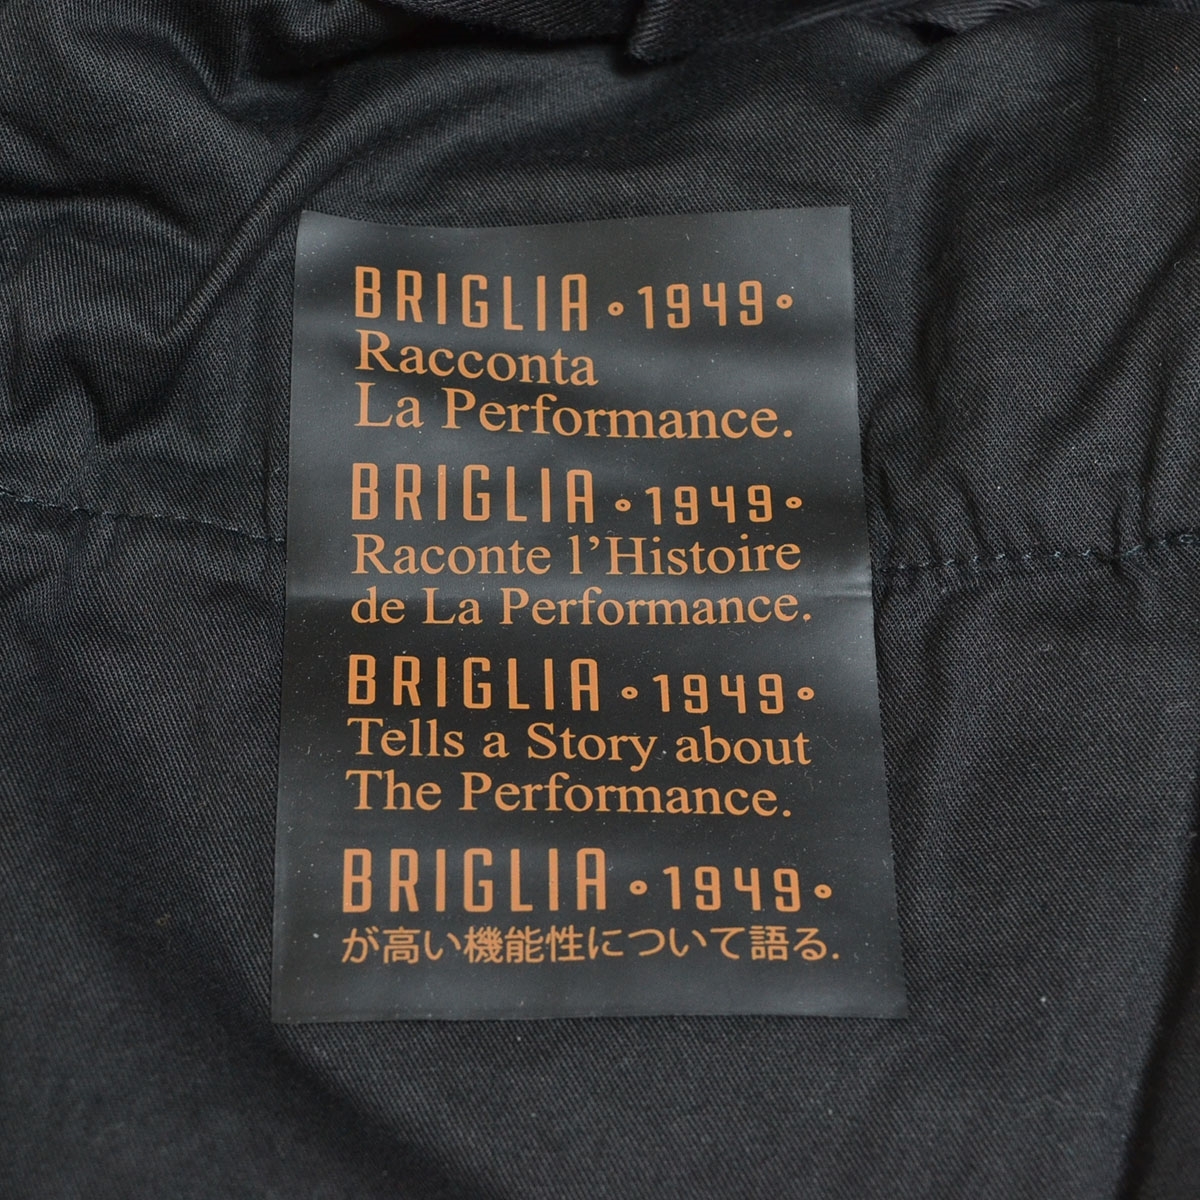 BRIGLIA • 1949 •
Racconta
La Performance.
BRIGLIA • 1949 •
Raconte l'Histoire
de La Performance.
BRIGLIA • 1949 •
Tells a Story about
The Performance.
BRIGLIA • 1949 •
が高い機能性について語る.